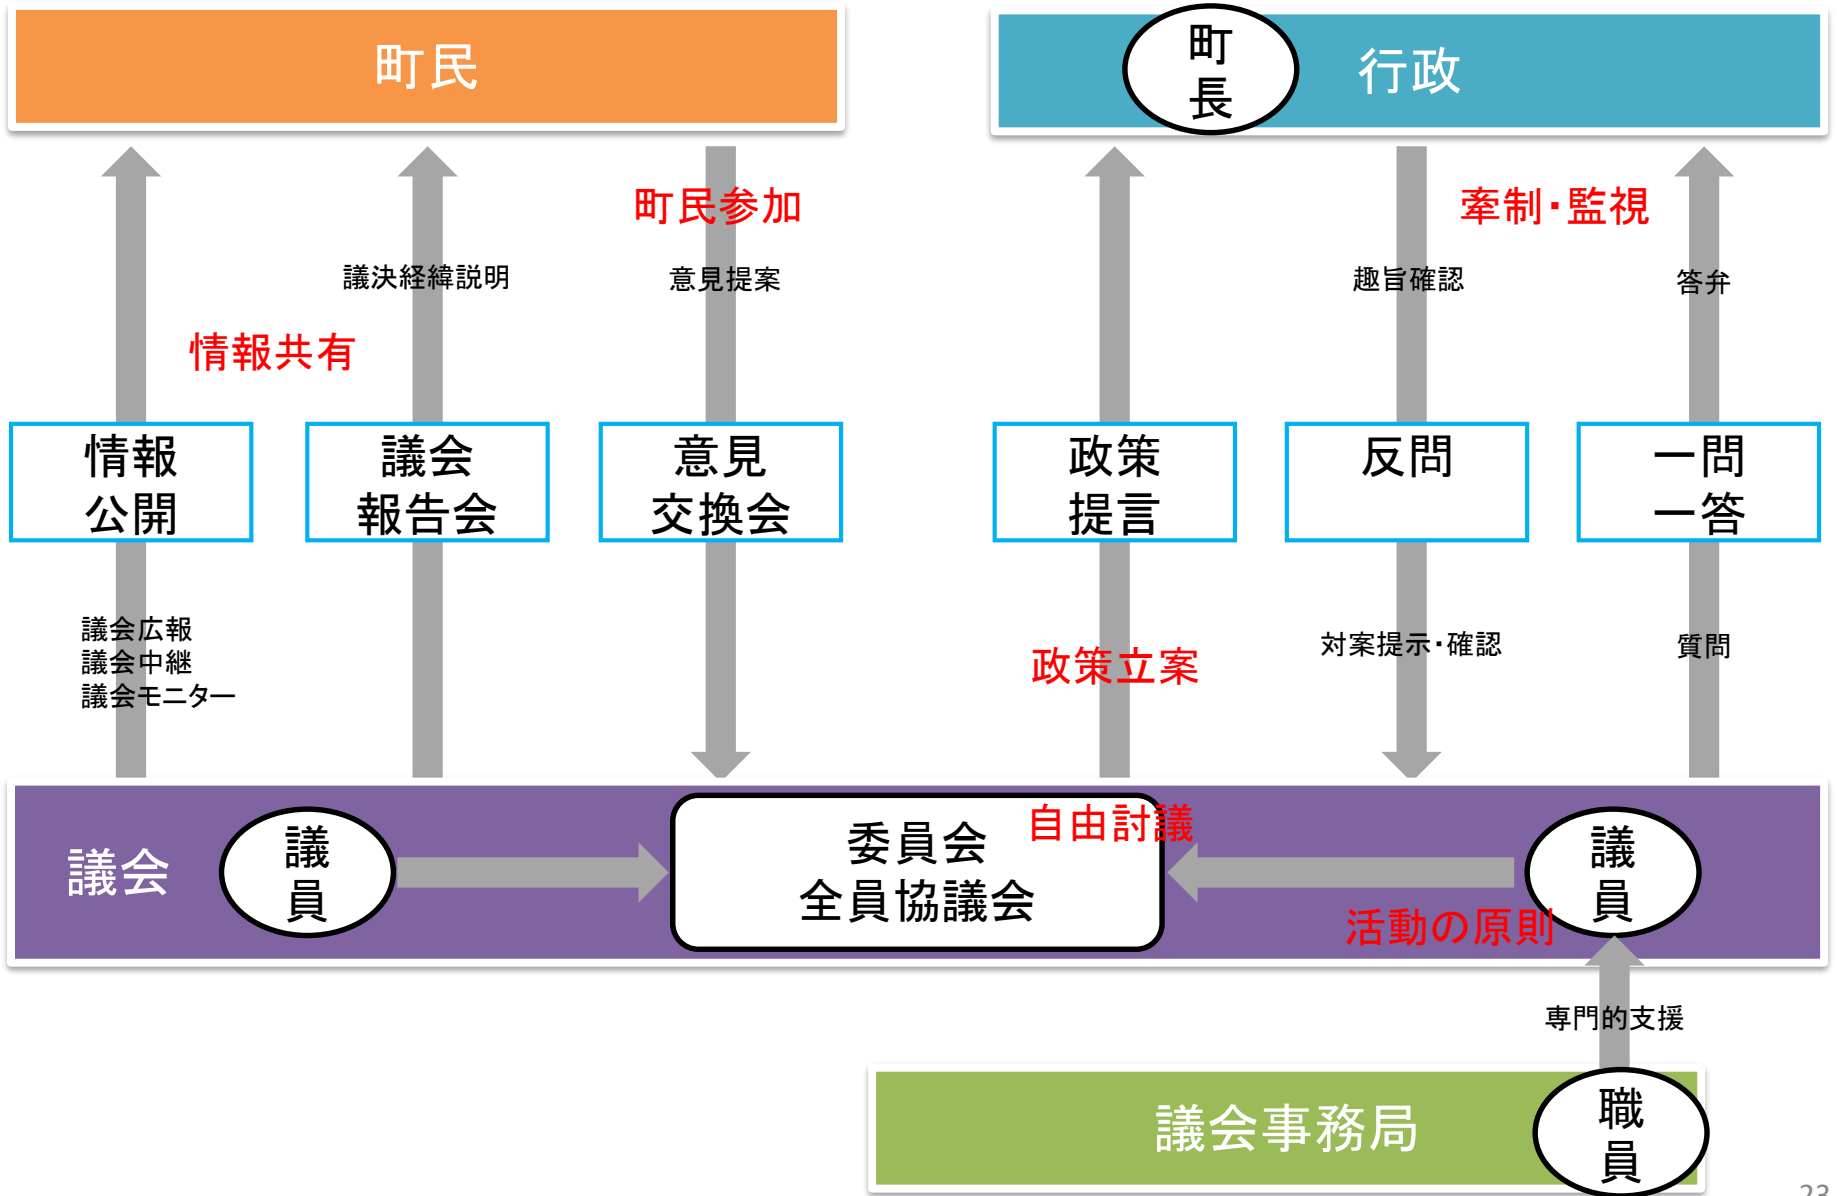 町民
町
長
行政
町民参加
牽制・監視
議決経緯説明
意見提案
趣旨確認
答弁
情報共有
情報
公開
議会
報告会
意見
交換会
政策
提言
反問
一問
一答
議会広報
議会中継
議会モニター
政策立案
対案提示・確認
質問
議会
議
員
委員会
全員協議会
自由討議
議
員
活動の原則
専門的支援
議会事務局
職
員
23